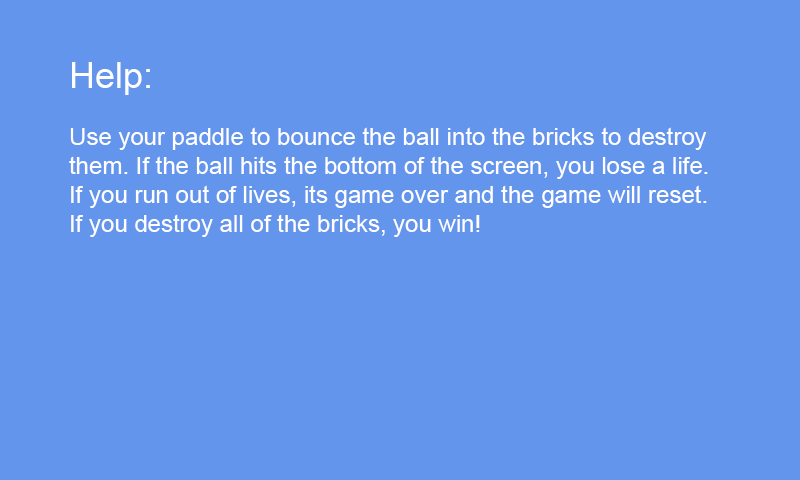 Help:
Use your paddle to bounce the ball into the bricks to destroy
them. If the ball hits the bottom of the screen, you lose a life.
If you run out of lives, its game over and the game will reset.
If you destroy all of the bricks, you win!